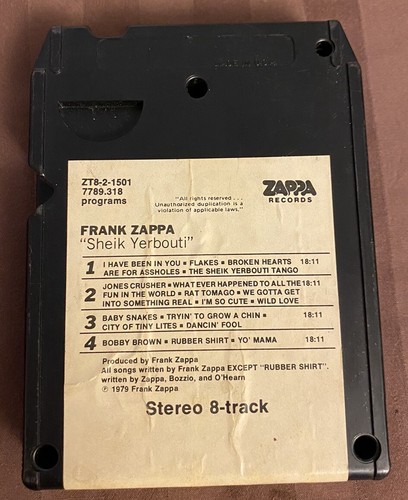 MADE IN U.S.A.
ZT8-2-1501
7789.318
programs
"All rights reserved . . .
Unauthorized duplication is a
violation of applicable laws."
ZAPPA
RECORDS
FRANK ZAPPA
"Sheik Yerbouti"
1 I HAVE BEEN IN YOU ▪ FLAKES ▪ BROKEN HEARTS 18:11
ARE FOR ASSHOLES ▪ THE SHEIK YERBOUTI TANGO
2 JONES CRUSHER ▪ WHAT EVER HAPPENED TO ALL THE 18:11
FUN IN THE WORLD ▪ RAT TOMAGO ▪ WE GOTTA GET
INTO SOMETHING REAL ▪ I'M SO CUTE ▪ WILD LOVE
3 BABY SNAKES ▪ TRYIN' TO GROW A CHIN ▪ 18:11
CITY OF TINY LITES ▪ DANCIN' FOOL
4 BOBBY BROWN ▪ RUBBER SHIRT ▪ YO' MAMA 18:11
Produced by Frank Zappa
All songs written by Frank Zappa EXCEPT "RUBBER SHIRT".
written by Zappa, Bozzio, and O'Hearn
℗ 1979 Frank Zappa
Stereo 8-track